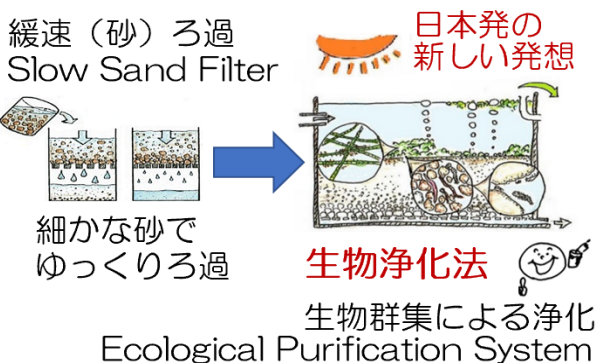 緩速（砂）ろ過
Slow Sand Filter
細かな砂で
ゆっくりろ過
日本発の
新しい発想
生物浄化法
生物群集による浄化
Ecological Purification System